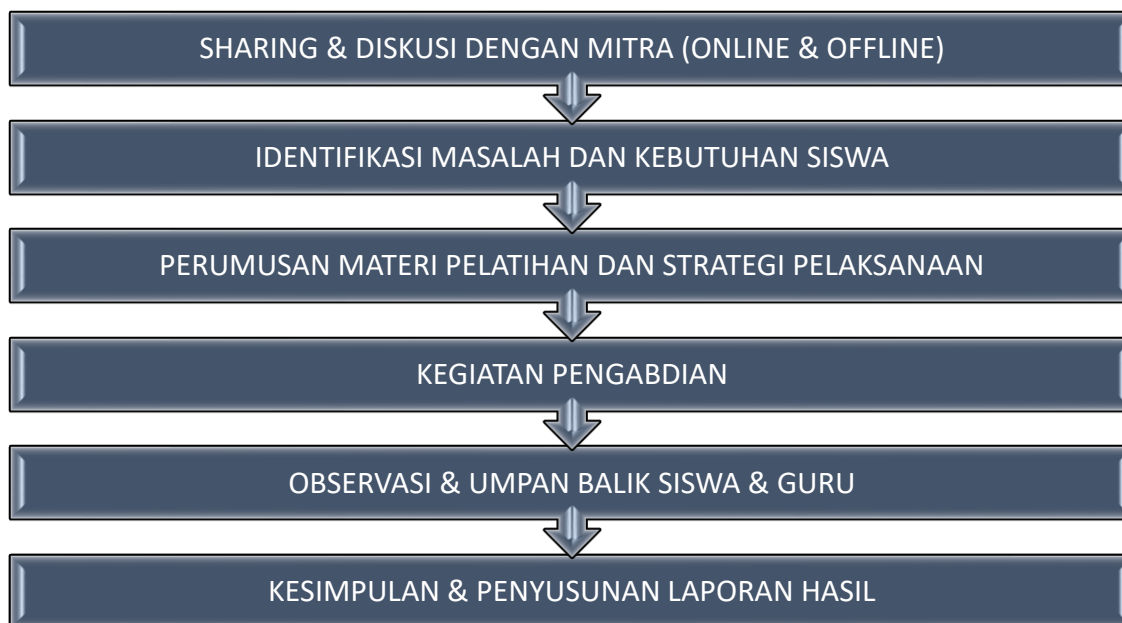 SHARING & DISKUSI DENGAN MITRA (ONLINE & OFFLINE)
IDENTIFIKASI MASALAH DAN KEBUTUHAN SISWA
PERUMUSAN MATERI PELATIHAN DAN STRATEGI PELAKSANAAN
KEGIATAN PENGABDIAN
OBSERVASI & UMPAN BALIK SISWA & GURU
KESIMPULAN & PENYUSUNAN LAPORAN HASIL